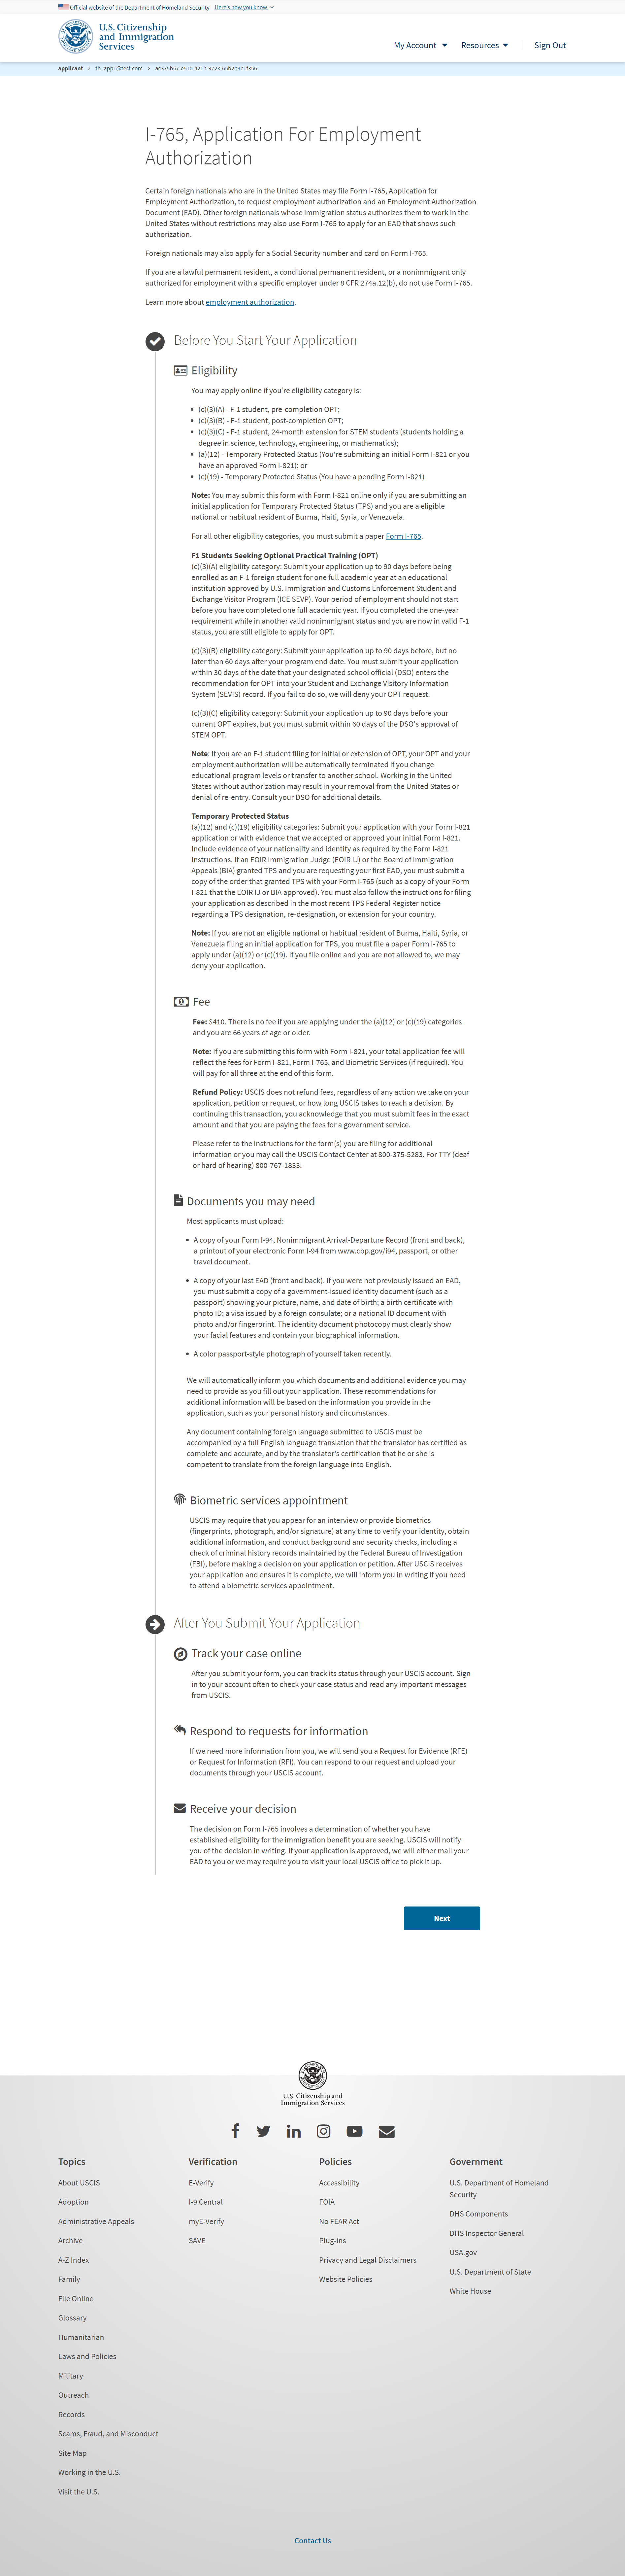 Official website of the Department of Homeland Security Here's how you know
U.S. Citizenship
and Immigration
Services
My Account Resources Sign Out
applicant > tb_app1@test.com > ac375b57-e510-421b-9723-65b2b4e1f356
I-765, Application For Employment
Authorization
Certain foreign nationals who are in the United States may file Form I-765, Application for
Employment Authorization, to request employment authorization and an Employment Authorization
Document (EAD). Other foreign nationals whose immigration status authorizes them to work in the
United States without restrictions may also use Form I-765 to apply for an EAD that shows such
authorization.
Foreign nationals may also apply for a Social Security number and card on Form I-765.
If you are a lawful permanent resident, a conditional permanent resident, or a nonimmigrant only
authorized for employment with a specific employer under 8 CFR 274a.12(b), do not use Form I-765.
Learn more about employment authorization.
Before You Start Your Application
Eligibility
You may apply online if you're eligibility category is:
• (c)(3)(A) - F-1 student, pre-completion OPT;
• (c)(3)(B) - F-1 student, post-completion OPT;
• (c)(3)(C) - F-1 student, 24-month extension for STEM students (students holding a
degree in science, technology, engineering, or mathematics);
• (a)(12) - Temporary Protected Status (You're submitting an initial Form I-821 or you
have an approved Form I-821); or
• (c)(19) - Temporary Protected Status (You have a pending Form I-821)
Note: You may submit this form with Form I-821 online only if you are submitting an
initial application for Temporary Protected Status (TPS) and you are a eligible
national or habitual resident of Burma, Haiti, Syria, or Venezuela.
For all other eligibility categories, you must submit a paper Form I-765.
F1 Students Seeking Optional Practical Training (OPT)
(c)(3)(A) eligibility category: Submit your application up to 90 days before being
enrolled as an F-1 foreign student for one full academic year at an educational
institution approved by U.S. Immigration and Customs Enforcement Student and
Exchange Visitor Program (ICE SEVP). Your period of employment should not start
before you have completed one full academic year. If you completed the one-year
requirement while in another valid nonimmigrant status and you are now in valid F-1
status, you are still eligible to apply for OPT.
(c)(3)(B) eligibility category: Submit your application up to 90 days before, but no
later than 60 days after your program end date. You must submit your application
within 30 days of the date that your designated school official (DSO) enters the
recommendation for OPT into your Student and Exchange Visitory Information
System (SEVIS) record. If you fail to do so, we will deny your OPT request.
(c)(3)(C) eligibility category: Submit your application up to 90 days before your
current OPT expires, but you must submit within 60 days of the DSO's approval of
STEM OPT.
Note: If you are an F-1 student filing for initial or extension of OPT, your OPT and your
employment authorization will be automatically terminated if you change
educational program levels or transfer to another school. Working in the United
States without authorization may result in your removal from the United States or
denial of re-entry. Consult your DSO for additional details.
Temporary Protected Status
(a)(12) and (c)(19) eligibility categories: Submit your application with your Form I-821
application or with evidence that we accepted or approved your initial Form I-821.
Include evidence of your nationality and identity as required by the Form I-821
Instructions. If an EOIR Immigration Judge (EOIR IJ) or the Board of Immigration
Appeals (BIA) granted TPS and you are requesting your first EAD, you must submit a
copy of the order that granted TPS with your Form I-765 (such as a copy of your Form
I-821 that the EOIR IJ or BIA approved). You must also follow the instructions for filing
your application as described in the most recent TPS Federal Register notice
regarding a TPS designation, re-designation, or extension for your country.
Note: If you are not an eligible national or habitual resident of Burma, Haiti, Syria, or
Venezuela filing an initial application for TPS, you must file a paper Form I-765 to
apply under (a)(12) or (c)(19). If you file online and you are not allowed to, we may
deny your application.
Fee
Fee: $410. There is no fee if you are applying under the (a)(12) or (c)(19) categories
and you are 66 years of age or older.
Note: If you are submitting this form with Form I-821, your total application fee will
reflect the fees for Form I-821, Form I-765, and Biometric Services (if required). You
will pay for all three at the end of this form.
Refund Policy: USCIS does not refund fees, regardless of any action we take on your
application, petition or request, or how long USCIS takes to reach a decision. By
continuing this transaction, you acknowledge that you must submit fees in the exact
amount and that you are paying the fees for a government service.
Please refer to the instructions for the form(s) you are filing for additional
information or you may call the USCIS Contact Center at 800-375-5283. For TTY (deaf
or hard of hearing) 800-767-1833.
Documents you may need
Most applicants must upload:
• A copy of your Form I-94, Nonimmigrant Arrival-Departure Record (front and back),
a printout of your electronic Form I-94 from www.cbp.gov/i94, passport, or other
travel document.
• A copy of your last EAD (front and back). If you were not previously issued an EAD,
you must submit a copy of a government-issued identity document (such as a
passport) showing your picture, name, and date of birth; a birth certificate with
photo ID; a visa issued by a foreign consulate; or a national ID document with
photo and/or fingerprint. The identity document photocopy must clearly show
your facial features and contain your biographical information.
• A color passport-style photograph of yourself taken recently.
We will automatically inform you which documents and additional evidence you may
need to provide as you fill out your application. These recommendations for
additional information will be based on the information you provide in the
application, such as your personal history and circumstances.
Any document containing foreign language submitted to USCIS must be
accompanied by a full English language translation that the translator has certified as
complete and accurate, and by the translator's certification that he or she is
competent to translate from the foreign language into English.
Biometric services appointment
USCIS may require that you appear for an interview or provide biometrics
(fingerprints, photograph, and/or signature) at any time to verify your identity, obtain
additional information, and conduct background and security checks, including a
check of criminal history records maintained by the Federal Bureau of Investigation
(FBI), before making a decision on your application or petition. After USCIS receives
your application and ensures it is complete, we will inform you in writing if you need
to attend a biometric services appointment.
After You Submit Your Application
Track your case online
After you submit your form, you can track its status through your USCIS account. Sign
in to your account often to check your case status and read any important messages
from USCIS.
Respond to requests for information
If we need more information from you, we will send you a Request for Evidence (RFE)
or Request for Information (RFI). You can respond to our request and upload your
documents through your USCIS account.
Receive your decision
The decision on Form I-765 involves a determination of whether you have
established eligibility for the immigration benefit you are seeking. USCIS will notify
you of the decision in writing. If your application is approved, we will either mail your
EAD to you or we may require you to visit your local USCIS office to pick it up.
Next
U.S. Citizenship and
Immigration Services
Topics
About USCIS
Adoption
Administrative Appeals
Archive
A-Z Index
Family
File Online
Glossary
Humanitarian
Laws and Policies
Military
Outreach
Records
Scams, Fraud, and Misconduct
Site Map
Working in the U.S.
Visit the U.S.
Verification
E-Verify
I-9 Central
myE-Verify
SAVE
Policies
Accessibility
FOIA
No FEAR Act
Plug-ins
Privacy and Legal Disclaimers
Website Policies
Government
U.S. Department of Homeland
Security
DHS Components
DHS Inspector General
USA.gov
U.S. Department of State
White House
Contact Us